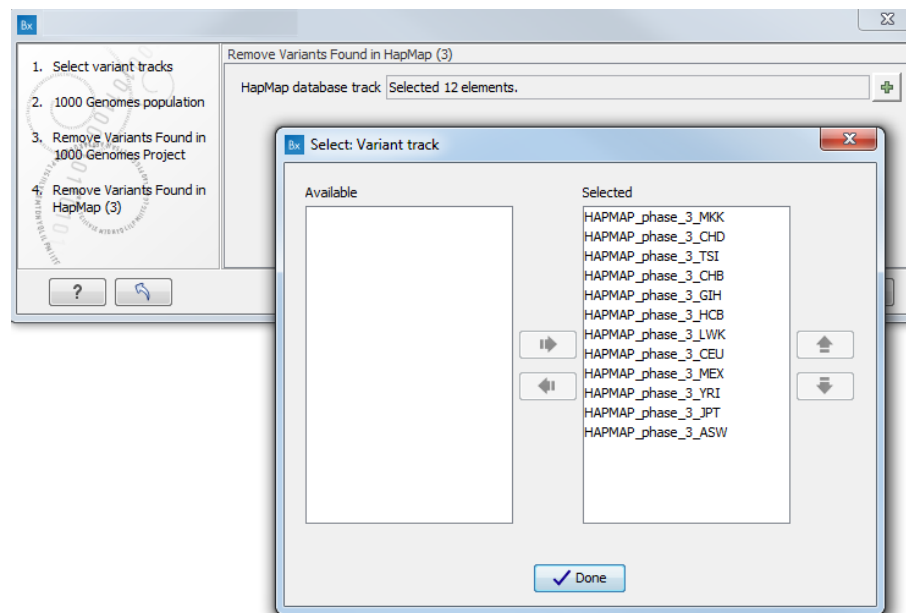 Bx
1. Select variant tracks
2. 1000 Genomes population
3. Remove Variants Found in
1000 Genomes Project
4. Remove Variants Found in
HapMap (3)
Remove Variants Found in HapMap (3)
HapMap database track Selected 12 elements.
?
Bx Select: Variant track
Available
Selected
HAPMAP_phase_3_MKK
HAPMAP_phase_3_CHD
HAPMAP_phase_3_TSI
HAPMAP_phase_3_CHB
HAPMAP_phase_3_GIH
HAPMAP_phase_3_HCB
HAPMAP_phase_3_LWK
HAPMAP_phase_3_CEU
HAPMAP_phase_3_MEX
HAPMAP_phase_3_YRI
HAPMAP_phase_3_JPT
HAPMAP_phase_3_ASW
Done